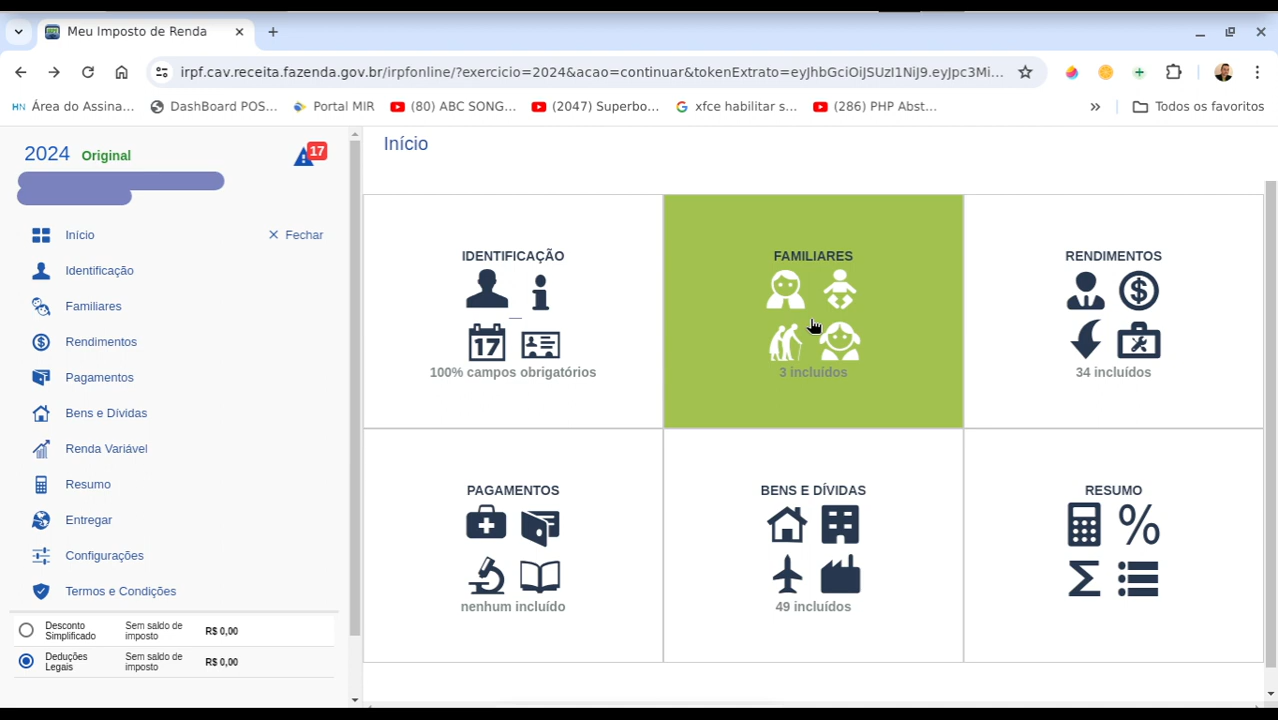 Meu Imposto de Renda
irpf.cav.receita.fazenda.gov.br/irpfonline/?exercicio=2024&acao=continuar&tokenExtrato=eyJhbGciOiJSUzI1NiJ9.eyJpc3Mi...
HN Área do Assina...
DashBoard POS...
Portal MIR
(80) ABC SONG...
(2047) Superbo...
xfce habilitar s...
(286) PHP Abst...
»
Todos os favoritos
2024 Original
17
Início
Fechar
Identificação
Familiares
Rendimentos
Pagamentos
Bens e Dívidas
Renda Variável
Resumo
Entregar
Configurações
Termos e Condições
Desconto Simplificado
Sem saldo de imposto
R$ 0,00
Deduções Legais
Sem saldo de imposto
R$ 0,00
Início
IDENTIFICAÇÃO
17
100% campos obrigatórios
FAMILIARES
3 incluídos
RENDIMENTOS
34 incluídos
PAGAMENTOS
nenhum incluído
BENS E DÍVIDAS
49 incluídos
RESUMO